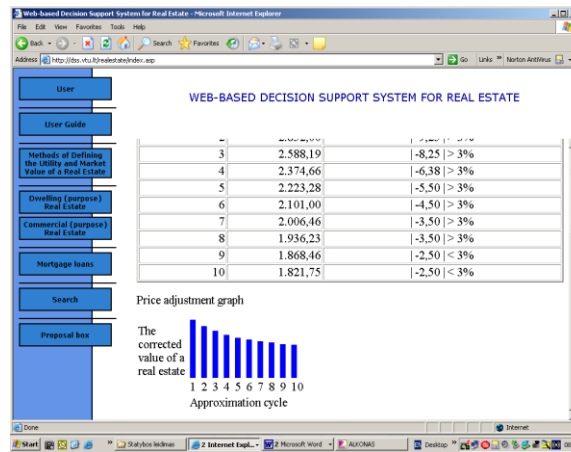 Web-based Decision Support System for Real Estate - Microsoft Internet Explorer
File Edit View Favorites Tools Help
Back Search Favorites
Address http://dss.vtu.lt/realestate/index.asp Go Links » Norton AntiVirus
User
User Guide
Methods of Defining
the Utility and Market
Value of a Real Estate
Dwelling (purpose)
Real Estate
Commercial (purpose)
Real Estate
Mortgage loans
Search
Proposal box
WEB-BASED DECISION SUPPORT SYSTEM FOR REAL ESTATE
3 2.588,19 | -8,25 | > 3%
4 2.374,66 | -6,38 | > 3%
5 2.223,28 | -5,50 | > 3%
6 2.101,00 | -4,50 | > 3%
7 2.006,46 | -3,50 | > 3%
8 1.936,23 | -3,50 | > 3%
9 1.868,46 | -2,50 | < 3%
10 1.821,75 | -2,50 | < 3%
Price adjustment graph
The
corrected
value of a
real estate
1 2 3 4 5 6 7 8 9 10
Approximation cycle
Done Internet
Start » Statybos leidimas 2 Internet Expl... 2 Microsoft Word ALKONAS Desktop »